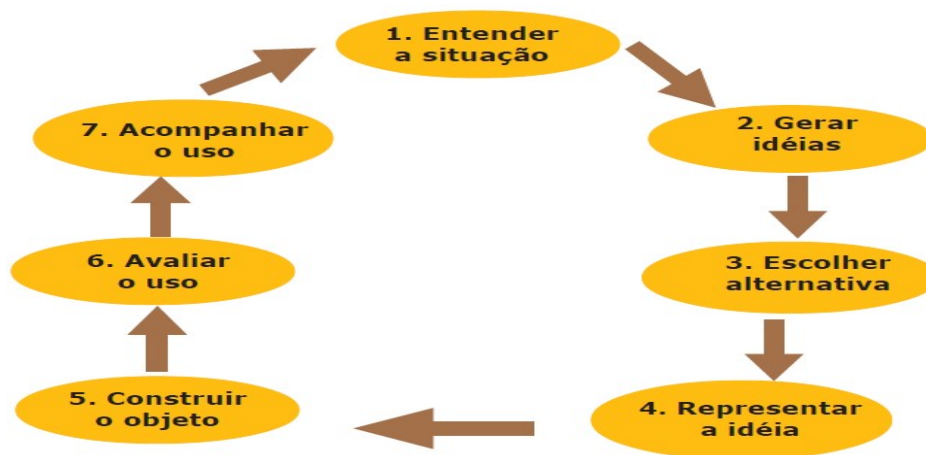 1. Entender
a situação
2. Gerar
idéias
3. Escolher
alternativa
4. Representar
a idéia
5. Construir
o objeto
6. Avaliar
o uso
7. Acompanhar
o uso